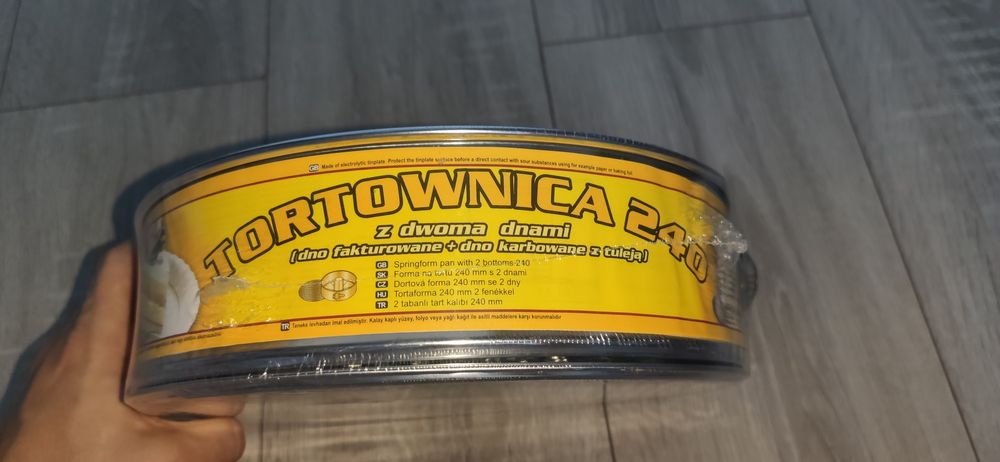 GB Made of electrolytic tinplate. Protect the tinplate surface before a direct contact with sour substances using for example paper or baking foil.
TORTOWNICA 240
z dwoma dnami
(dno fakturowane + dno karbowane z tuleją)
GB Springform pan with 2 bottoms 240
SK Forma na tortu 240 mm s 2 dnami
CZ Dortová forma 240 mm se 2 dny
HU Tortaforma 240 mm 2 fenékkel
TR 2 tabanlı tart kalıbı 240 mm
TR Teneke levhadan imal edilmiştir. Kalay kaplı yüzey, folyo veya yağlı kağıt ile asitli maddelere karşı korunmalıdır